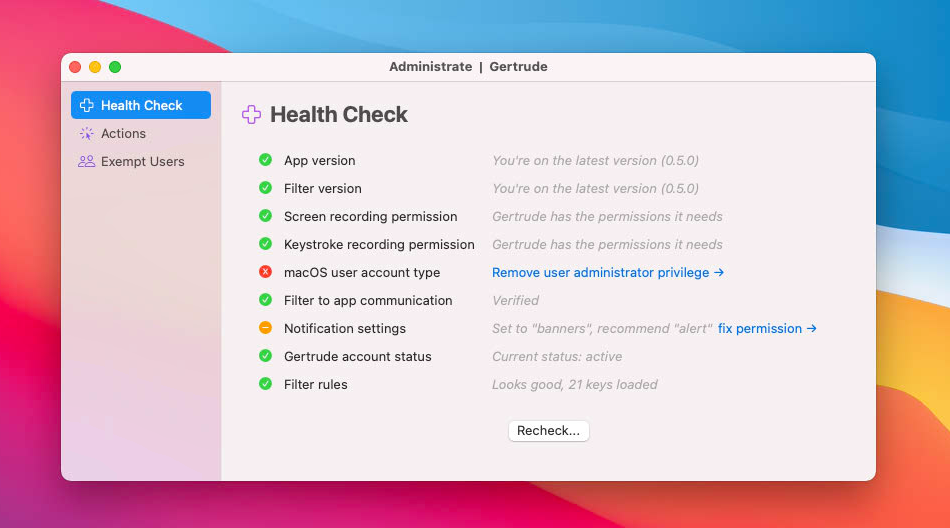 Administrate | Gertrude
Health Check
Actions
Exempt Users
Health Check
App version You're on the latest version (0.5.0)
Filter version You're on the latest version (0.5.0)
Screen recording permission Gertrude has the permissions it needs
Keystroke recording permission Gertrude has the permissions it needs
macOS user account type Remove user administrator privilege →
Filter to app communication Verified
Notification settings Set to "banners", recommend "alert" fix permission →
Gertrude account status Current status: active
Filter rules Looks good, 21 keys loaded
Recheck...